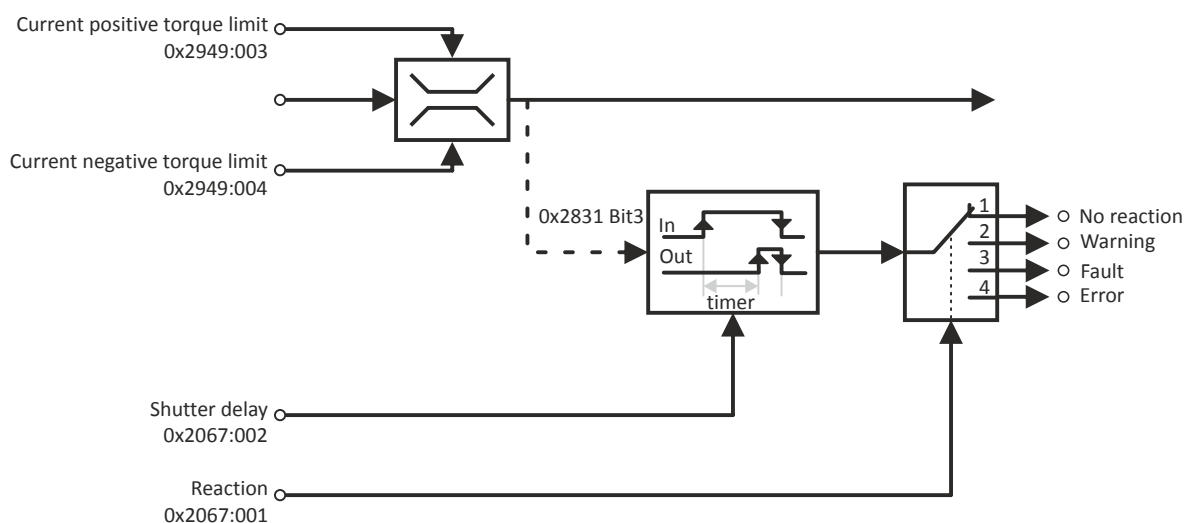 Current positive torque limit
0x2949:003
Current negative torque limit
0x2949:004
0x2831 Bit3
In
Out
timer
1
2
3
4
No reaction
Warning
Fault
Error
Shutter delay
0x2067:002
Reaction
0x2067:001